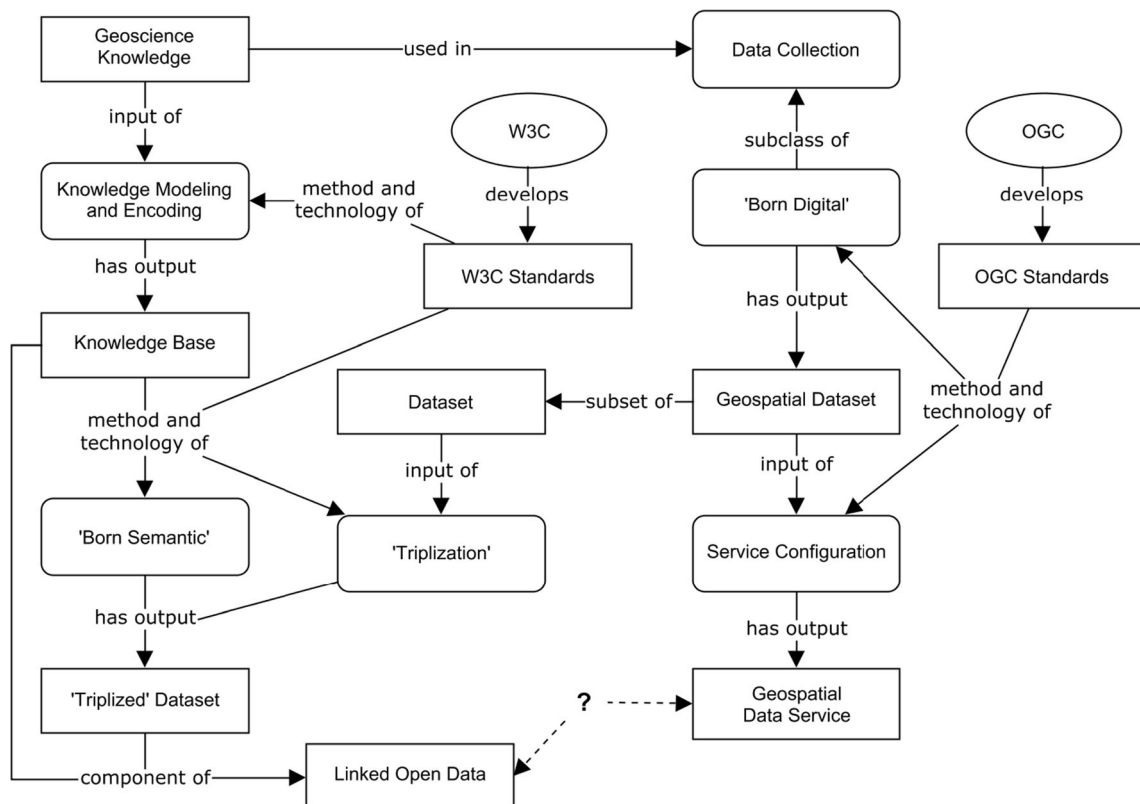 Geoscience
Knowledge
used in
Data Collection
input of
W3C
OGC
subclass of
Knowledge Modeling
and Encoding
method and
technology of
develops
'Born Digital'
develops
has output
W3C Standards
OGC Standards
has output
Knowledge Base
Dataset
subset of
Geospatial Dataset
method and
technology of
method and
technology of
input of
input of
'Born Semantic'
'Triplization'
Service Configuration
has output
has output
'Triplized' Dataset
?
Geospatial
Data Service
component of
Linked Open Data